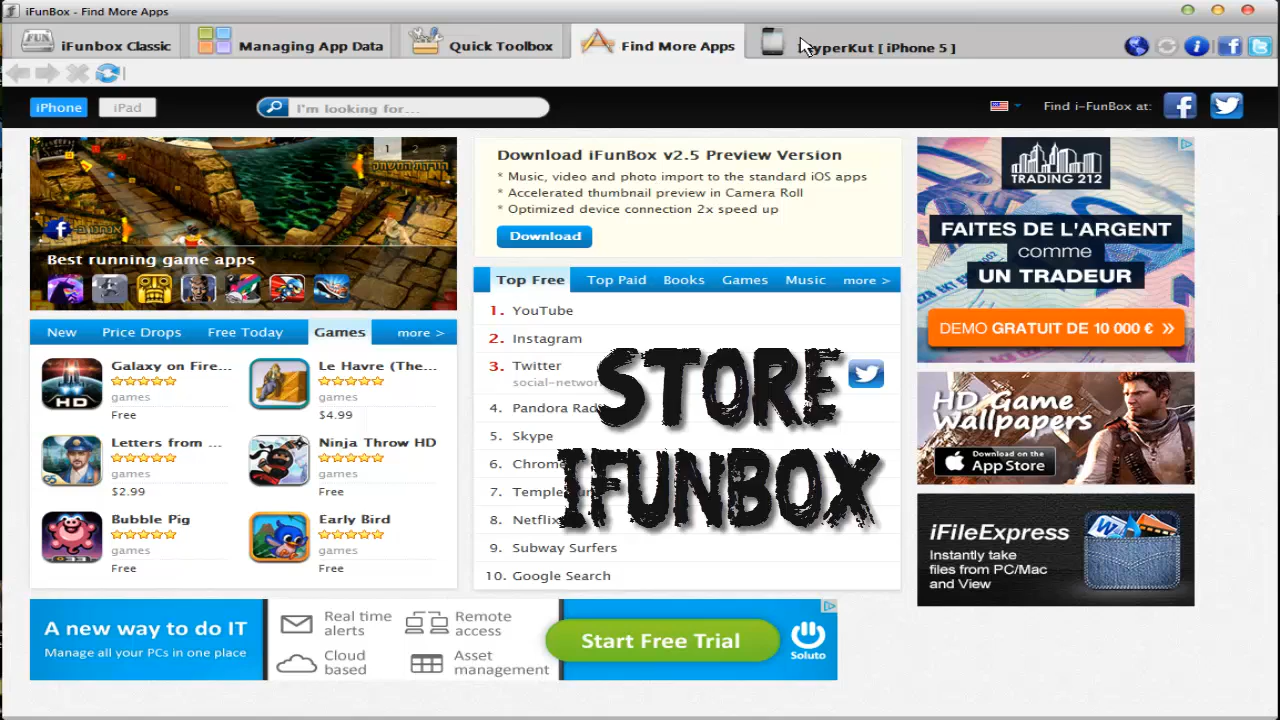 iFunBox - Find More Apps
FUN iFunbox Classic
Managing App Data
Quick Toolbox
Find More Apps
yperKut [ iPhone 5 ]
iPhone
iPad
I'm looking for...
Find i-FunBox at:
1 2 3
Best running game apps
Download iFunBox v2.5 Preview Version
* Music, video and photo import to the standard iOS apps
* Accelerated thumbnail preview in Camera Roll
* Optimized device connection 2x speed up
Download
TRADING 212
FAITES DE L'ARGENT
comme
UN TRADEUR
DEMO GRATUIT DE 10 000 € »
New Price Drops Free Today Games more >
Galaxy on Fire...
games
Free
Le Havre (The...
games
$4.99
Letters from ...
games
$2.99
Ninja Throw HD
games
Free
Bubble Pig
games
Free
Early Bird
games
Free
Top Free Top Paid Books Games Music more >
1. YouTube
2. Instagram
3. Twitter
social-networ
4. Pandora Rad
5. Skype
6. Chrome
7. Temple Run
8. Netflix
9. Subway Surfers
10. Google Search
STORE
IFUNBOX
HD Game
Wallpapers
Download on the
App Store
iFileExpress
Instantly take
files from PC/Mac
and View
A new way to do IT
Manage all your PCs in one place
Real time
alerts
Remote
access
Cloud
based
Asset
management
Start Free Trial
Soluto